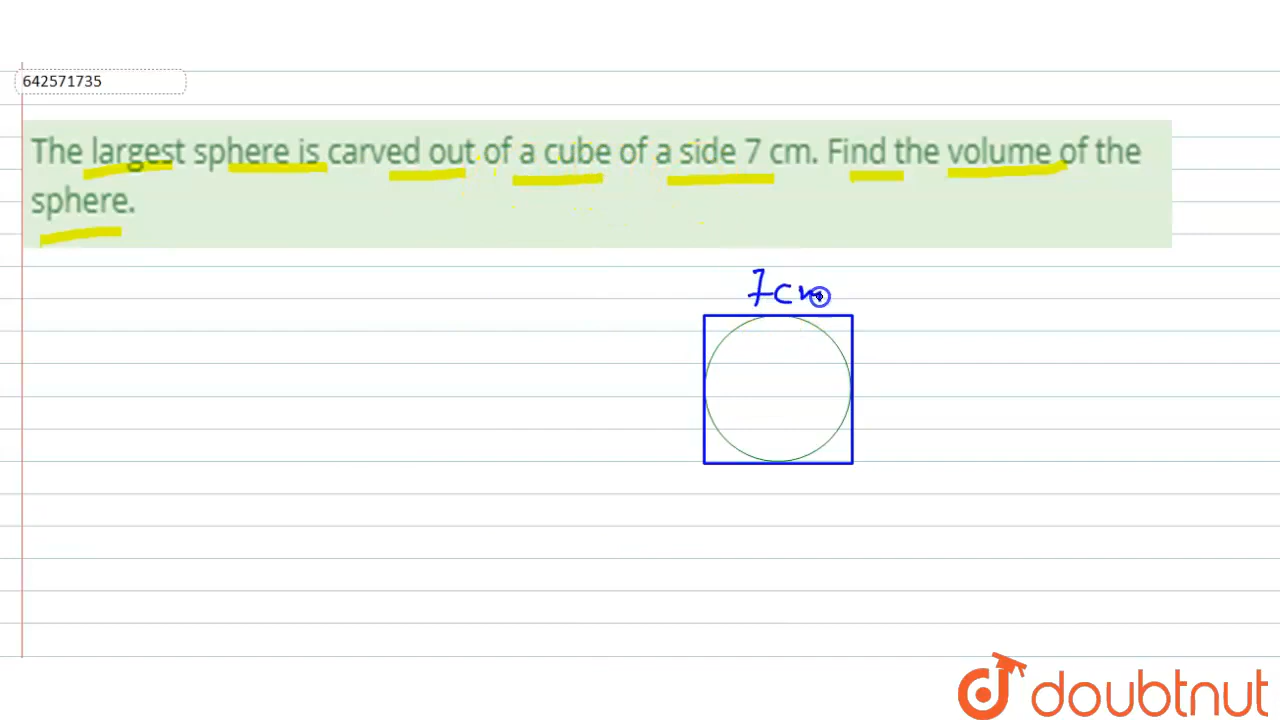 642571735
The largest sphere is carved out of a cube of a side 7 cm. Find the volume of the
sphere.
7cm
doubtnut